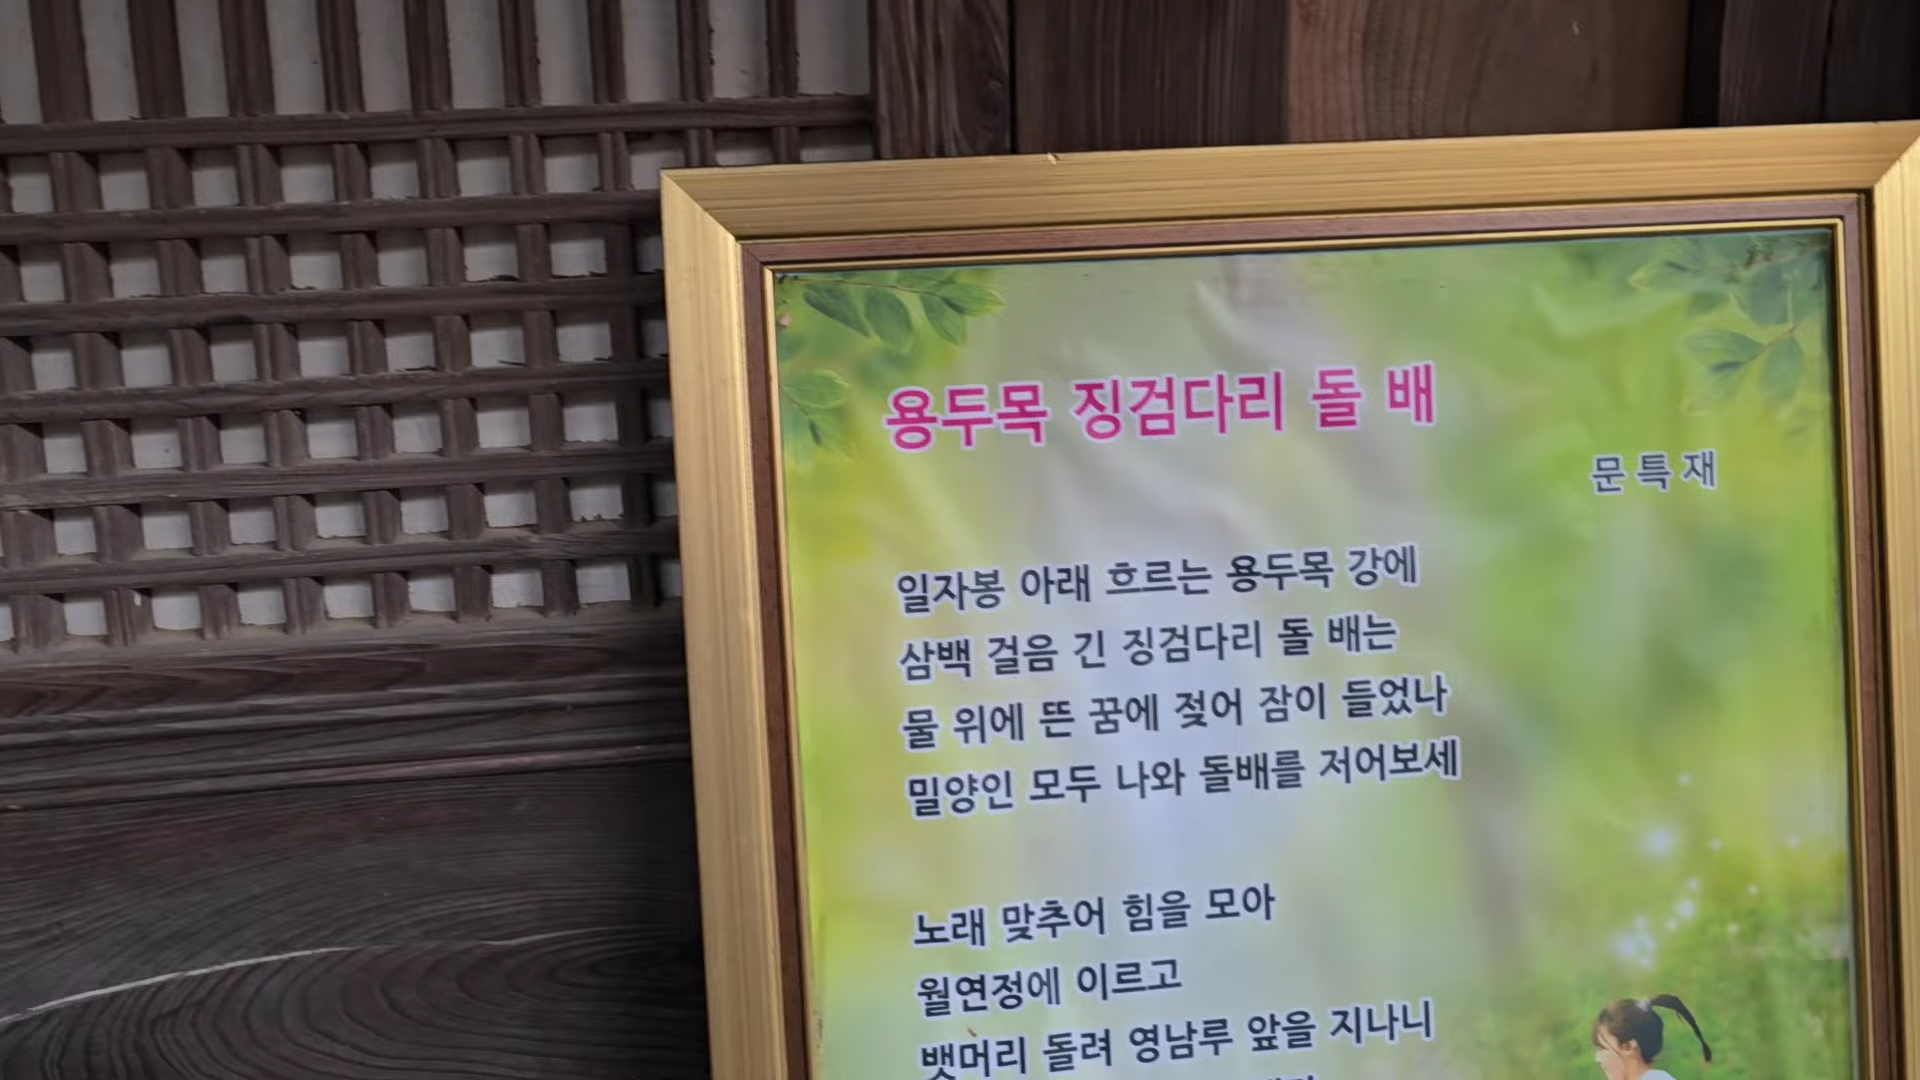 용두목 징검다리 돌 배
문특재
일자봉 아래 흐르는 용두목 강에
삼백 걸음 긴 징검다리 돌 배는
물 위에 뜬 꿈에 젖어 잠이 들었나
밀양인 모두 나와 돌배를 저어보세
노래 맞추어 힘을 모아
월연정에 이르고
뱃머리 돌려 영남루 앞을 지나니